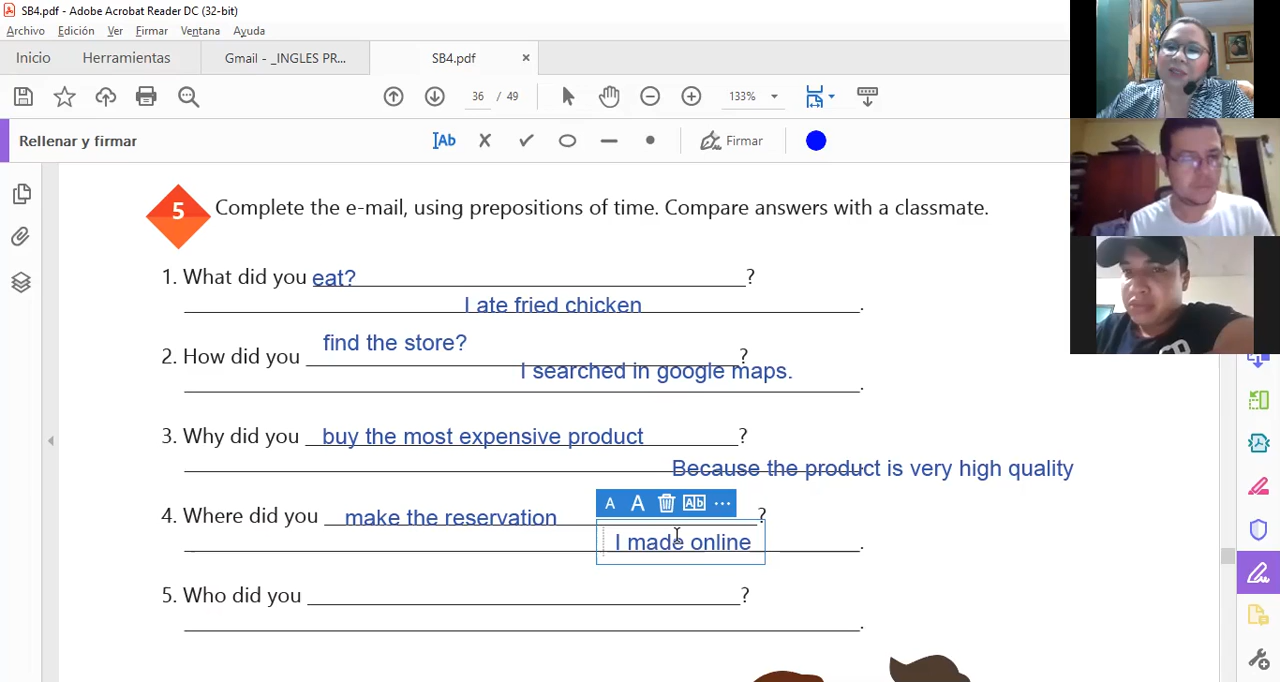 SB4.pdf - Adobe Acrobat Reader DC (32-bit)
Archivo Edición Ver Firmar Ventana Ayuda
Inicio Herramientas Gmail - _INGLES PR... SB4.pdf ×
36 / 49 133%
Rellenar y firmar Ab Firmar
5 Complete the e-mail, using prepositions of time. Compare answers with a classmate.
1. What did you eat? ?
I ate fried chicken .
2. How did you find the store? ?
I searched in google maps. .
3. Why did you buy the most expensive product ?
Because the product is very high quality
A A Ab ...
4. Where did you make the reservation ?
I made online .
5. Who did you ?
.